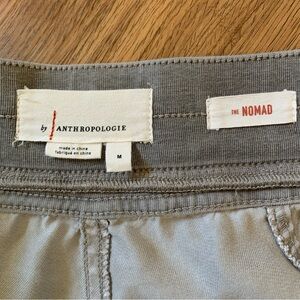 by ANTHROPOLOGIE
made in china
fabriqué en chine
M
THE NOMAD